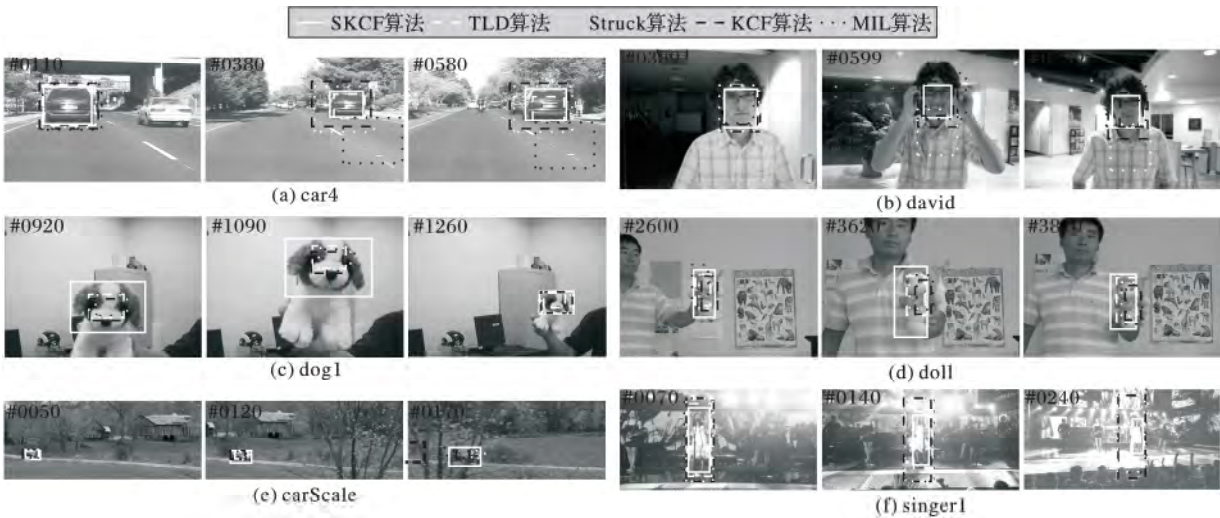 SKCF算法 TLD算法 Struck算法 KCF算法 MIL算法
#0110 #0380 #0580
#0599
(a) car4
(b) david
#0920 #1090 #1260
#2600
(c) dog1
(d) doll
#0050 #0120 #0170
#0070 #0140 #0240
(e) carScale
(f) singer1